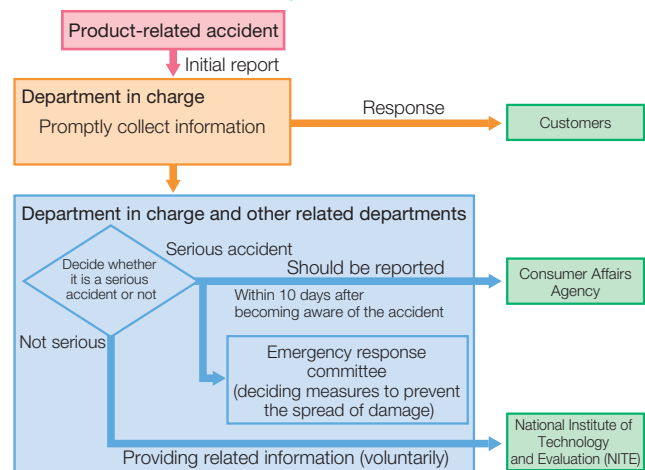 Product-related accident
Initial report
Department in charge
Promptly collect information
Response
Customers
Department in charge and other related departments
Decide whether
it is a serious
accident or not
Serious accident
Should be reported
Within 10 days after
becoming aware of the accident
Consumer Affairs
Agency
Not serious
Emergency response
committee
(deciding measures to prevent
the spread of damage)
Providing related information (voluntarily)
National Institute of
Technology
and Evaluation (NITE)